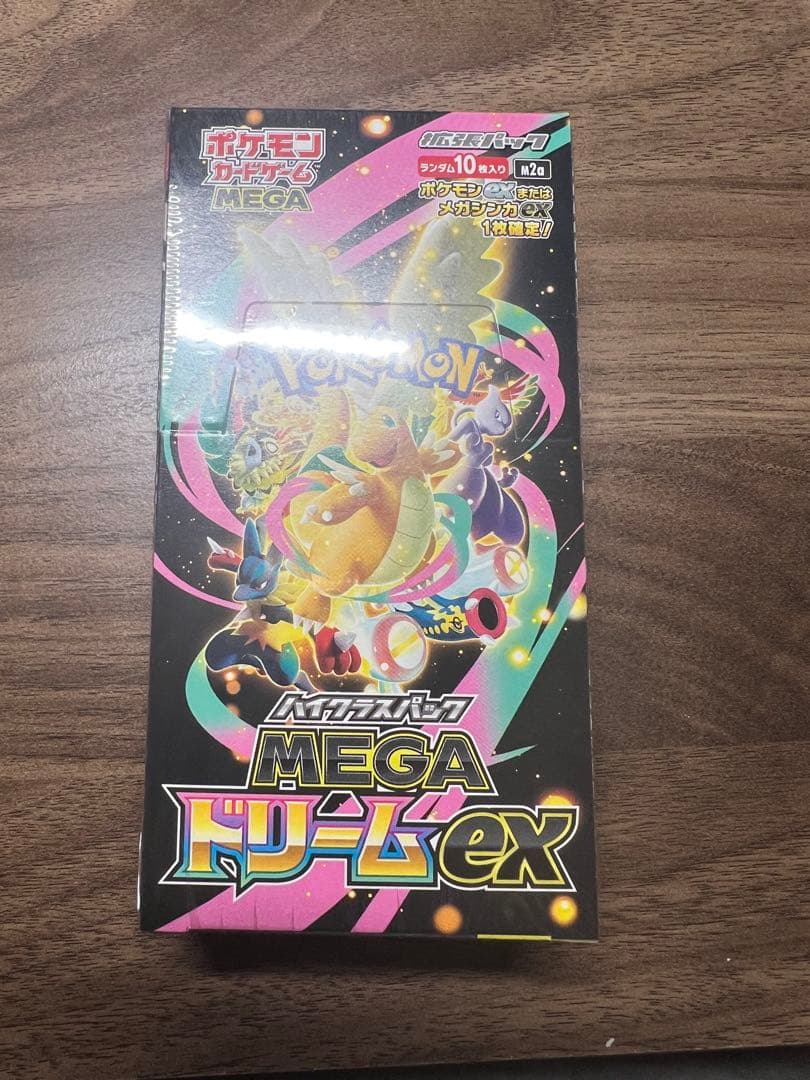 ポケモン
カードゲーム
MEGA
拡張パック
ランダム10枚入り M2a
ポケモンexまたは
メガシンカex
1枚確定!
POKÉMON
ハイクラスパック
MEGA
ドリームex